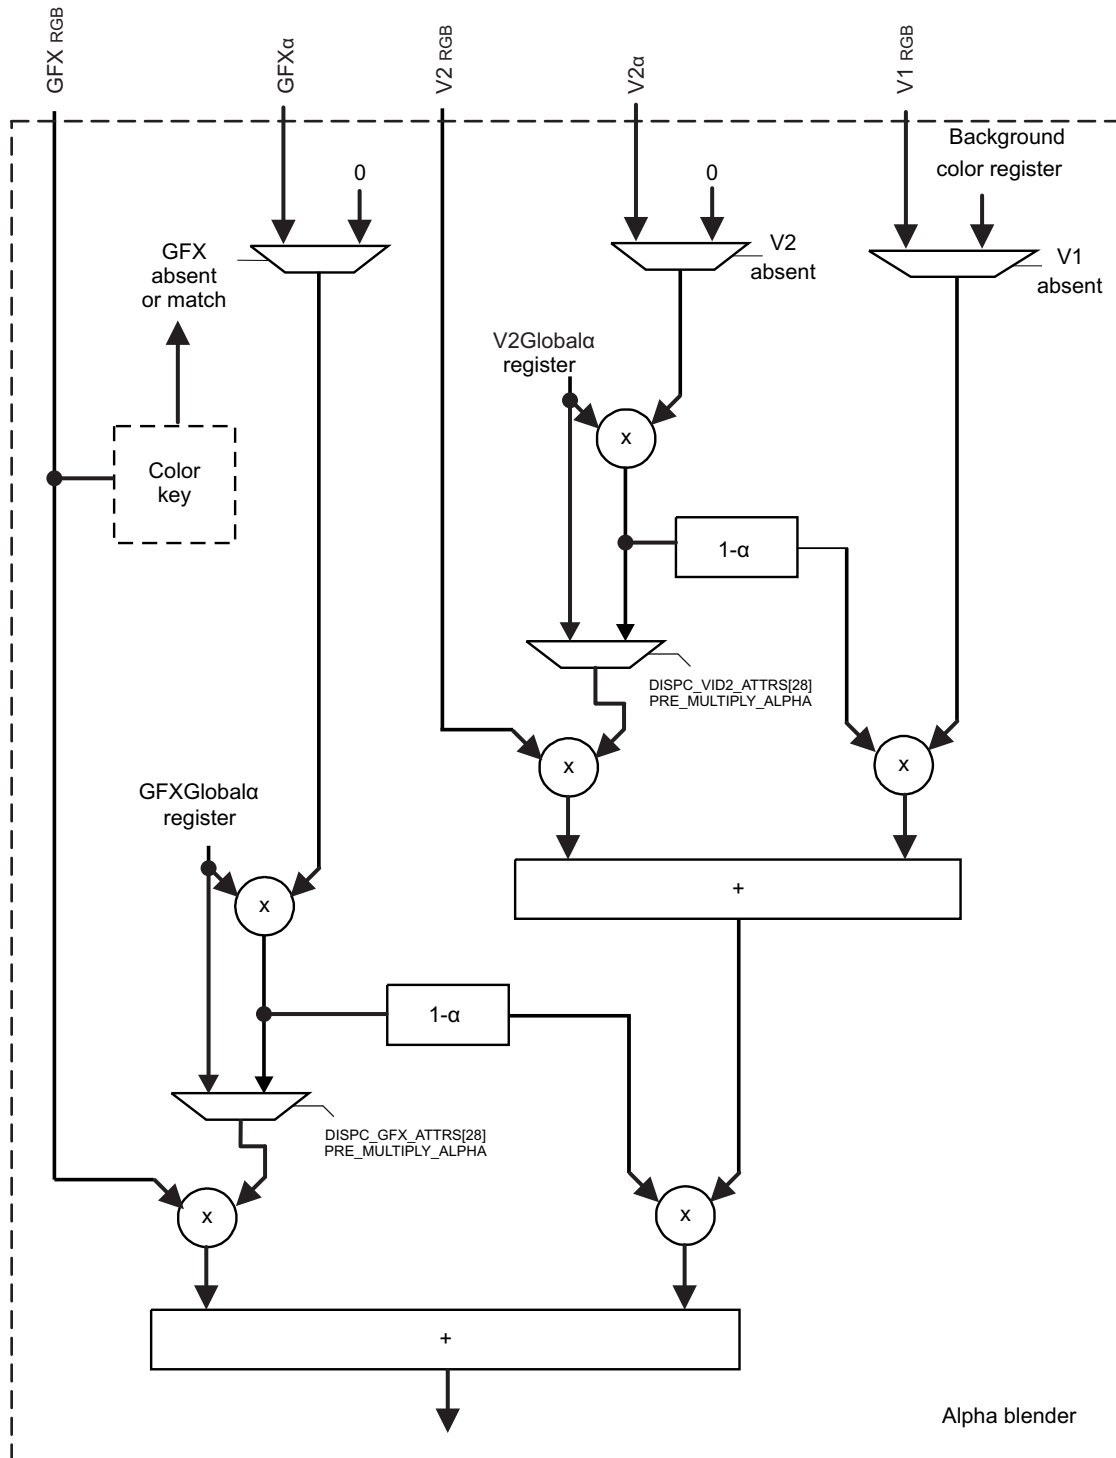 GFX RGB
GFXα
V2 RGB
V2α
V1 RGB
Background
color register
0
0
GFX
absent
or match
V2
absent
V1
absent
V2Globalα
register
Color
key
x
1-α
DISPC_VID2_ATTRS[28]
PRE_MULTIPLY_ALPHA
x
x
GFXGlobalα
register
+
x
1-α
DISPC_GFX_ATTRS[28]
PRE_MULTIPLY_ALPHA
x
x
+
Alpha blender